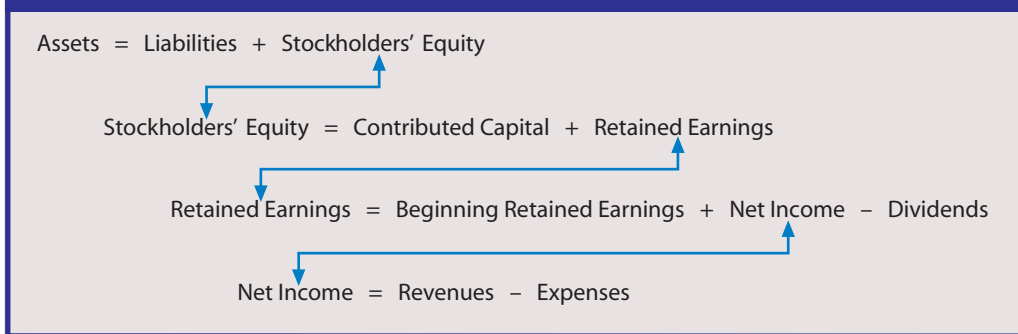 Assets = Liabilities + Stockholders’ Equity
Stockholders’ Equity = Contributed Capital + Retained Earnings
Retained Earnings = Beginning Retained Earnings + Net Income – Dividends
Net Income = Revenues – Expenses